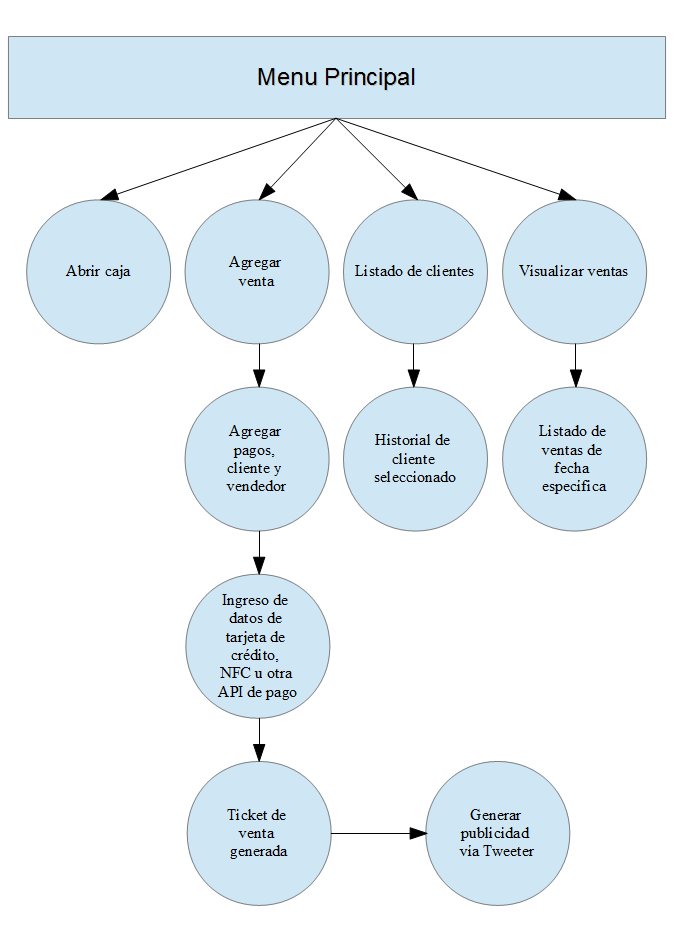 Menu Principal
Abrir caja
Agregar
venta
Listado de clientes
Visualizar ventas
Agregar
pagos,
cliente y
vendedor
Historial de
cliente
seleccionado
Listado de
ventas de
fecha
especifica
Ingreso de
datos de
tarjeta de
crédito,
NFC u otra
API de pago
Ticket de
venta
generada
Generar
publicidad
vía Tweeter